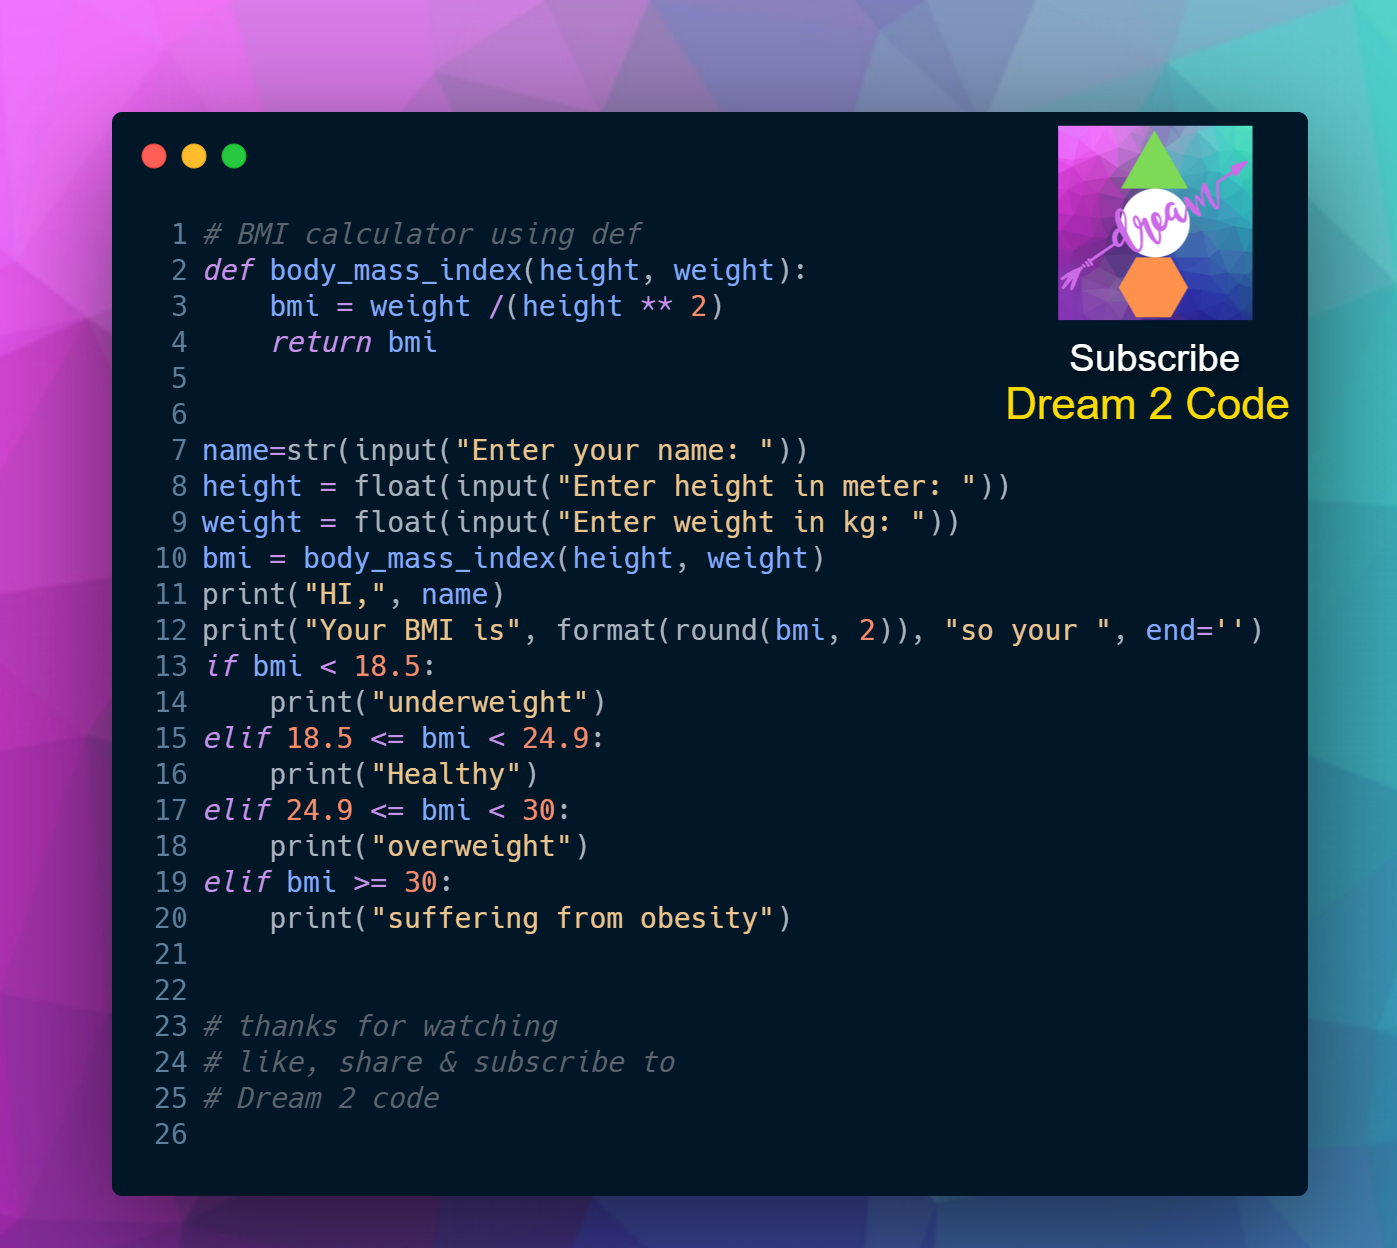 dream
Subscribe
Dream 2 Code
1 # BMI calculator using def
2 def body_mass_index(height, weight):
3     bmi = weight /(height ** 2)
4     return bmi
5
6
7 name=str(input("Enter your name: "))
8 height = float(input("Enter height in meter: "))
9 weight = float(input("Enter weight in kg: "))
10 bmi = body_mass_index(height, weight)
11 print("HI,", name)
12 print("Your BMI is", format(round(bmi, 2)), "so your ", end='')
13 if bmi < 18.5:
14     print("underweight")
15 elif 18.5 <= bmi < 24.9:
16     print("Healthy")
17 elif 24.9 <= bmi < 30:
18     print("overweight")
19 elif bmi >= 30:
20     print("suffering from obesity")
21
22
23 # thanks for watching
24 # like, share & subscribe to
25 # Dream 2 code
26